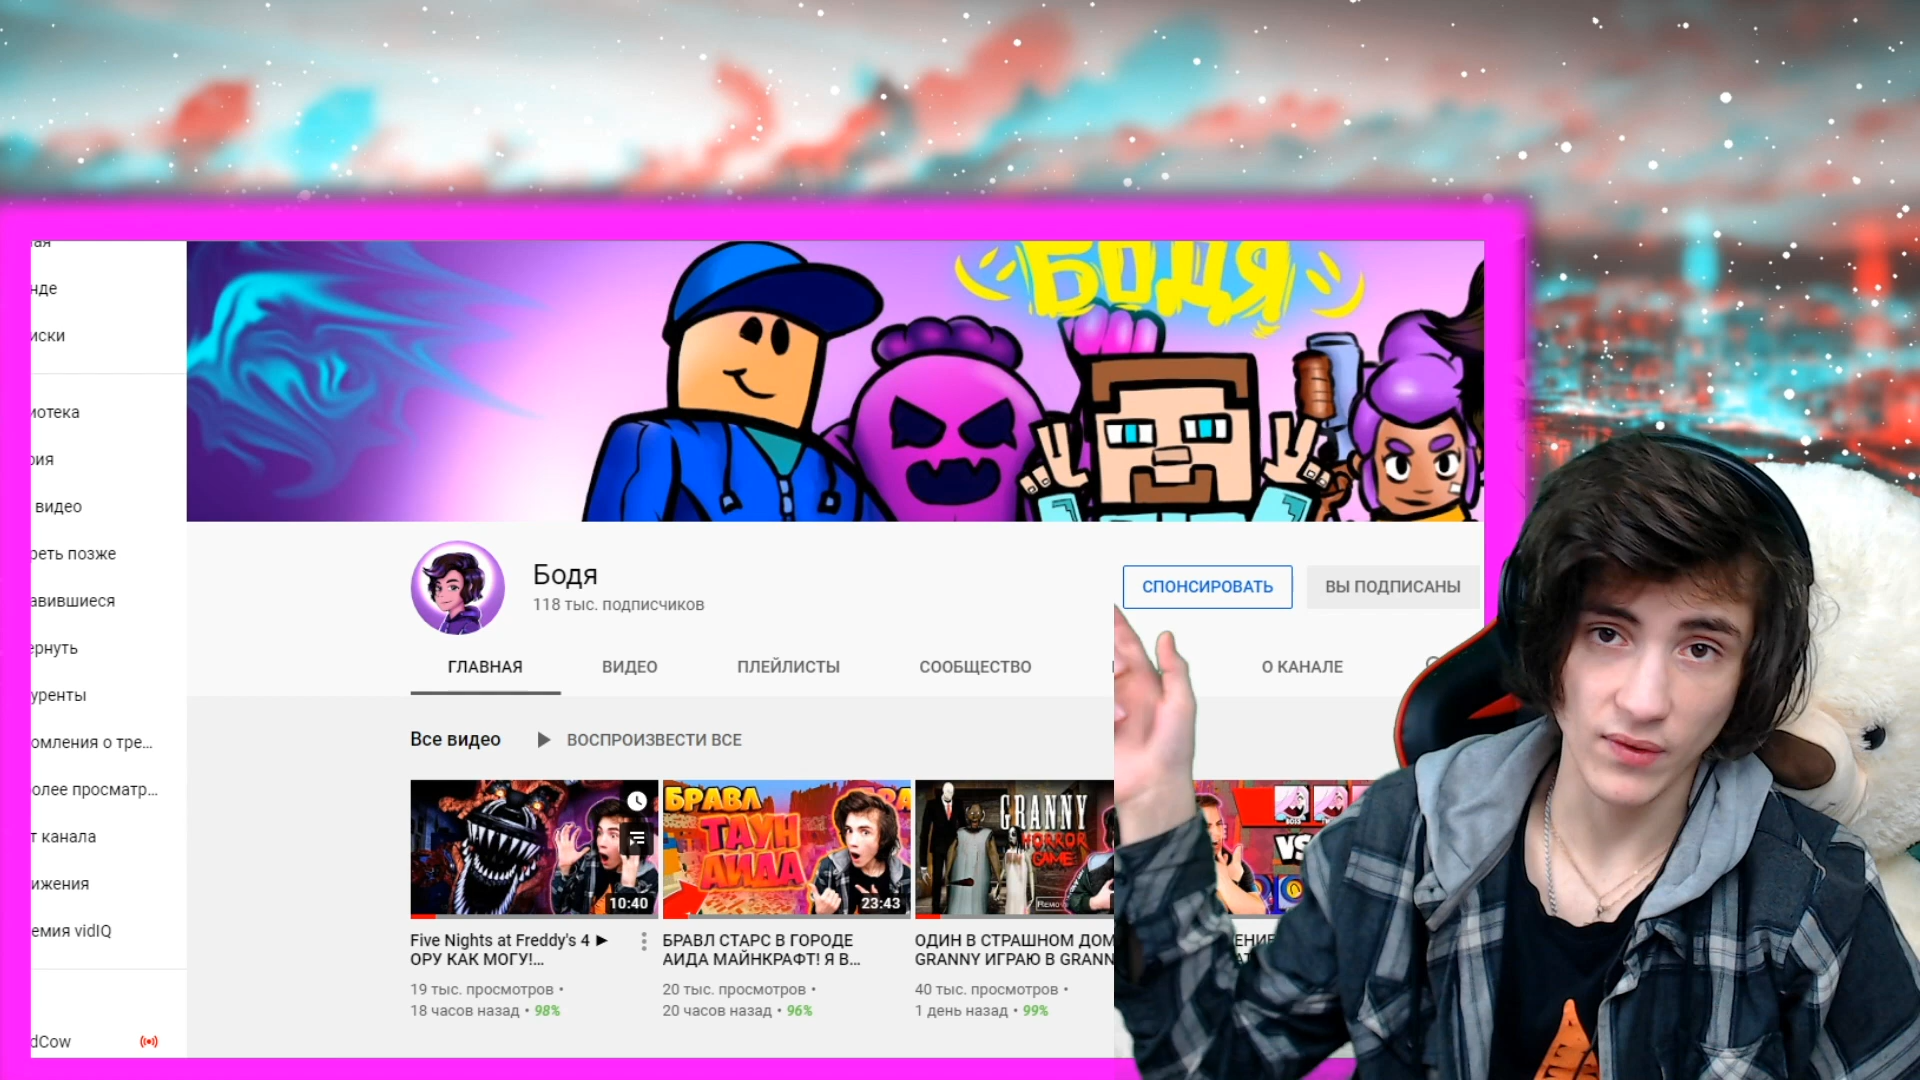 ая
нде
иски
иотека
рия
видео
реть позже
авившиеся
ернуть
уренты
омления о тре...
олее просматр...
т канала
ижения
емия vidIQ
dCow
БОДЯ
Бодя
118 тыс. подписчиков
СПОНСИРОВАТЬ
ВЫ ПОДПИСАНЫ
ГЛАВНАЯ
ВИДЕО
ПЛЕЙЛИСТЫ
СООБЩЕСТВО
О КАНАЛЕ
Все видео
ВОСПРОИЗВЕСТИ ВСЕ
10:40
Five Nights at Freddy's 4 ►
ОРУ КАК МОГУ!...
19 тыс. просмотров •
18 часов назад • 98%
БРАВЛ
ТАУН
АИДА
23:43
БРАВЛ СТАРС В ГОРОДЕ
АИДА МАЙНКРАФТ! Я В...
20 тыс. просмотров •
20 часов назад • 96%
GRANNY
HORROR
GAME
ОДИН В СТРАШНОМ ДОМ
GRANNY ИГРАЮ В GRANN
40 тыс. просмотров •
1 день назад • 99%
VS
ЕНИЕ